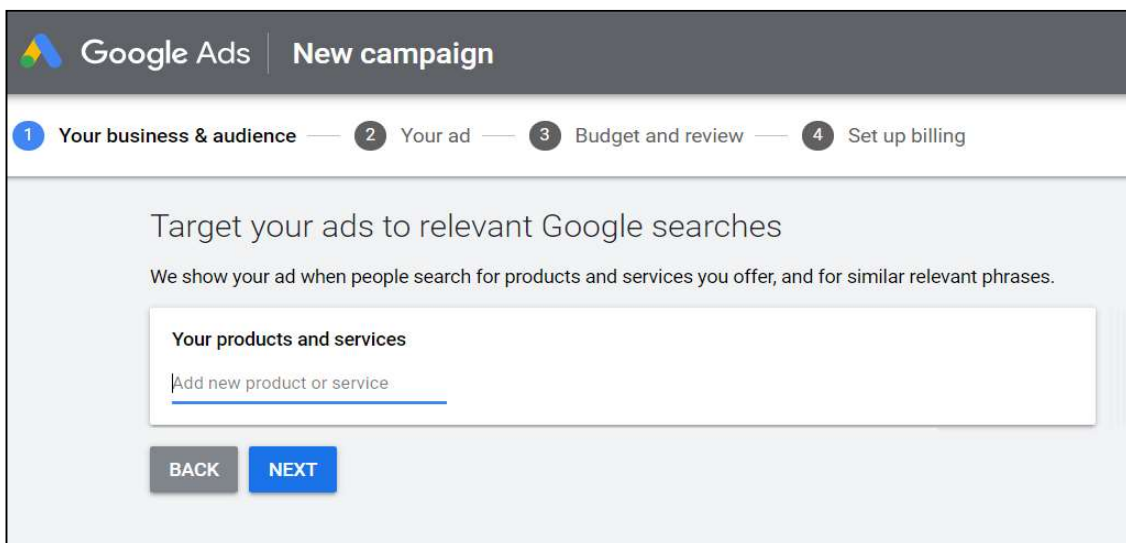 Google Ads New campaign
1 Your business & audience 2 Your ad 3 Budget and review 4 Set up billing
Target your ads to relevant Google searches
We show your ad when people search for products and services you offer, and for similar relevant phrases.
Your products and services
Add new product or service
BACK NEXT